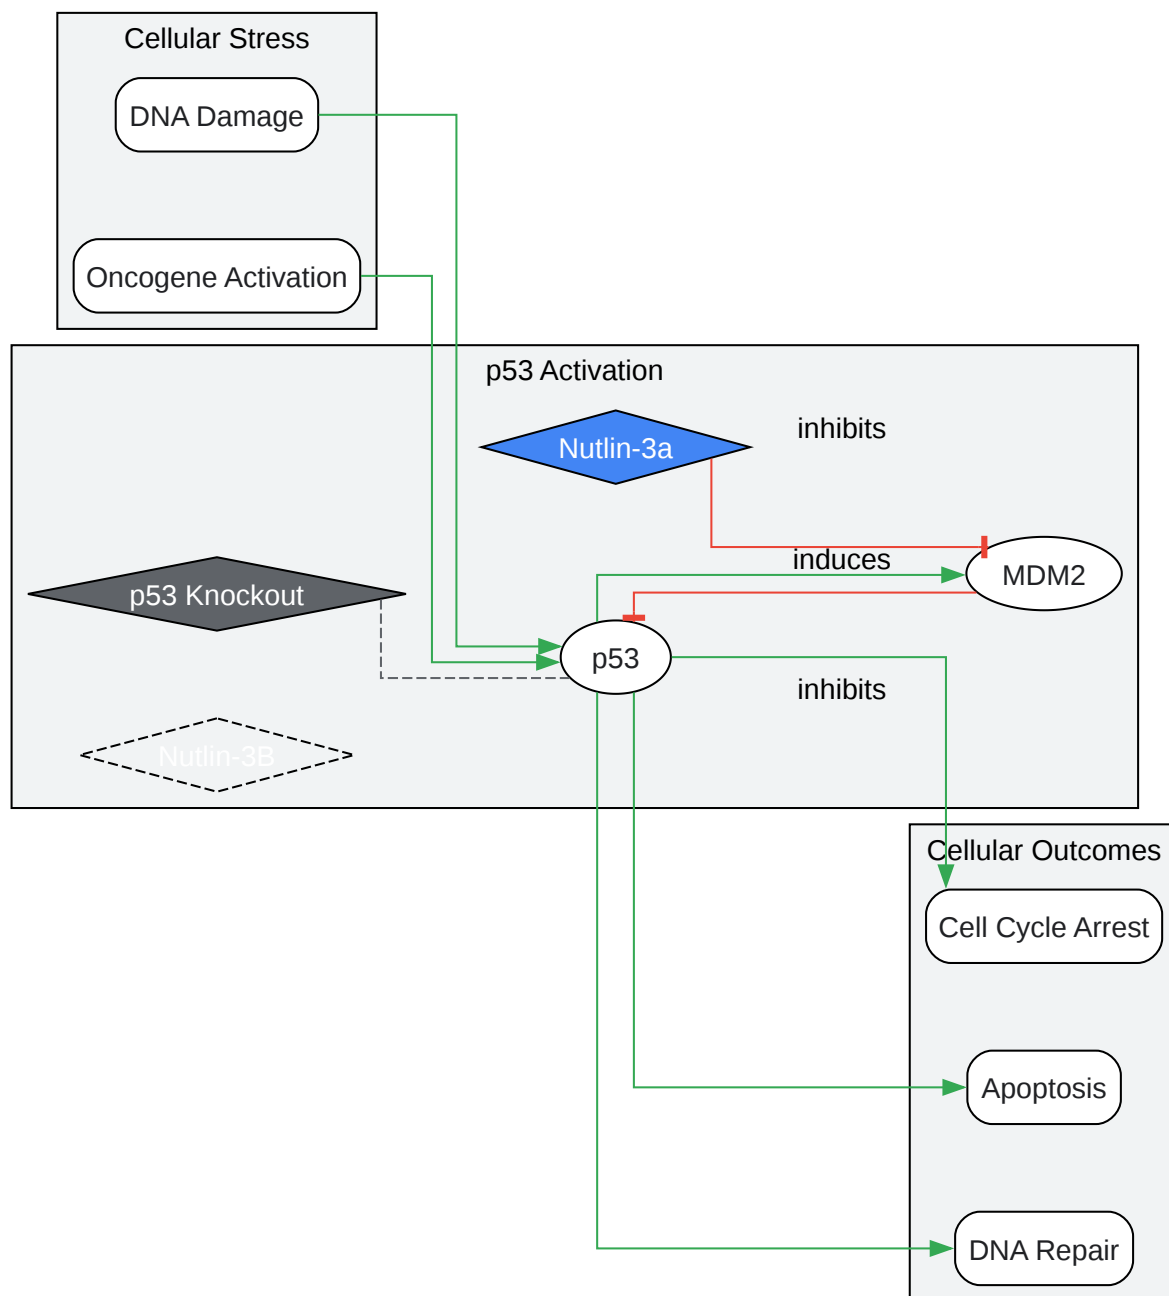 Cellular Stress
DNA Damage
Oncogene Activation
p53 Activation
inhibits
Nutlin-3a
induces
MDM2
p53 Knockout
p53
inhibits
Nutlin-3B
Cellular Outcomes
Cell Cycle Arrest
Apoptosis
DNA Repair